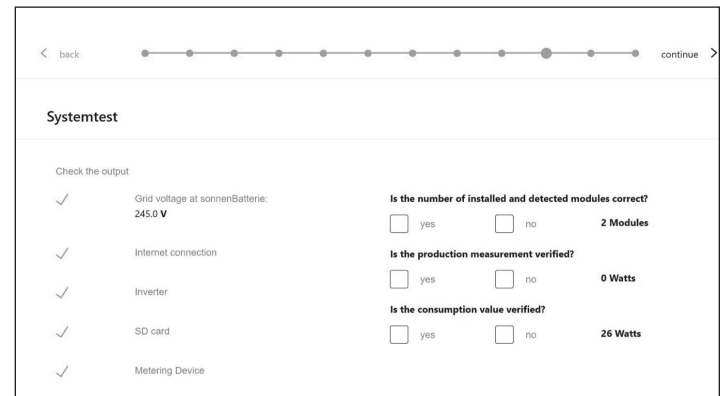 back
continue
Systemtest
Check the output
Grid voltage at sonnenBatterie:
245.0 V
Internet connection
Inverter
SD card
Metering Device
Is the number of installed and detected modules correct?
yes no 2 Modules
Is the production measurement verified?
yes no 0 Watts
Is the consumption value verified?
yes no 26 Watts